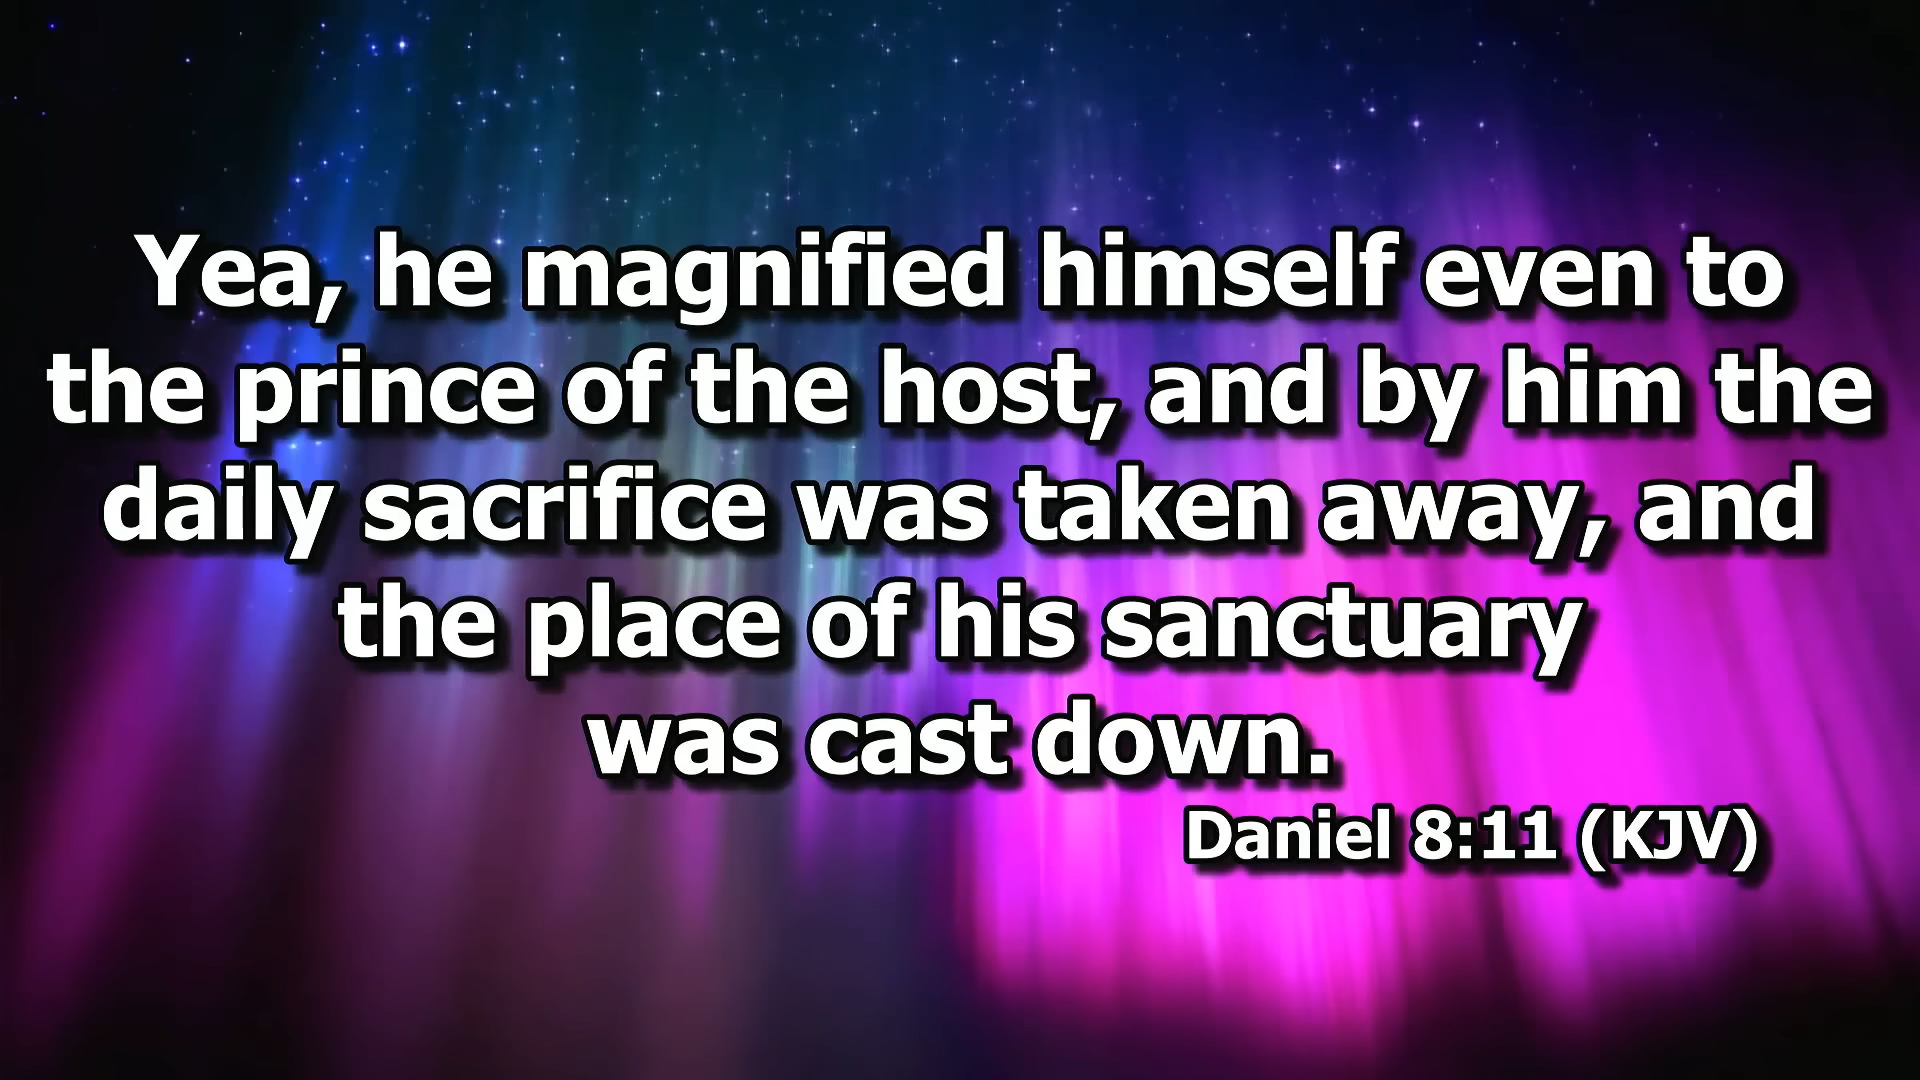 Yea, he magnified himself even to
the prince of the host, and by him the
daily sacrifice was taken away, and
the place of his sanctuary
was cast down.
Daniel 8:11 (KJV)